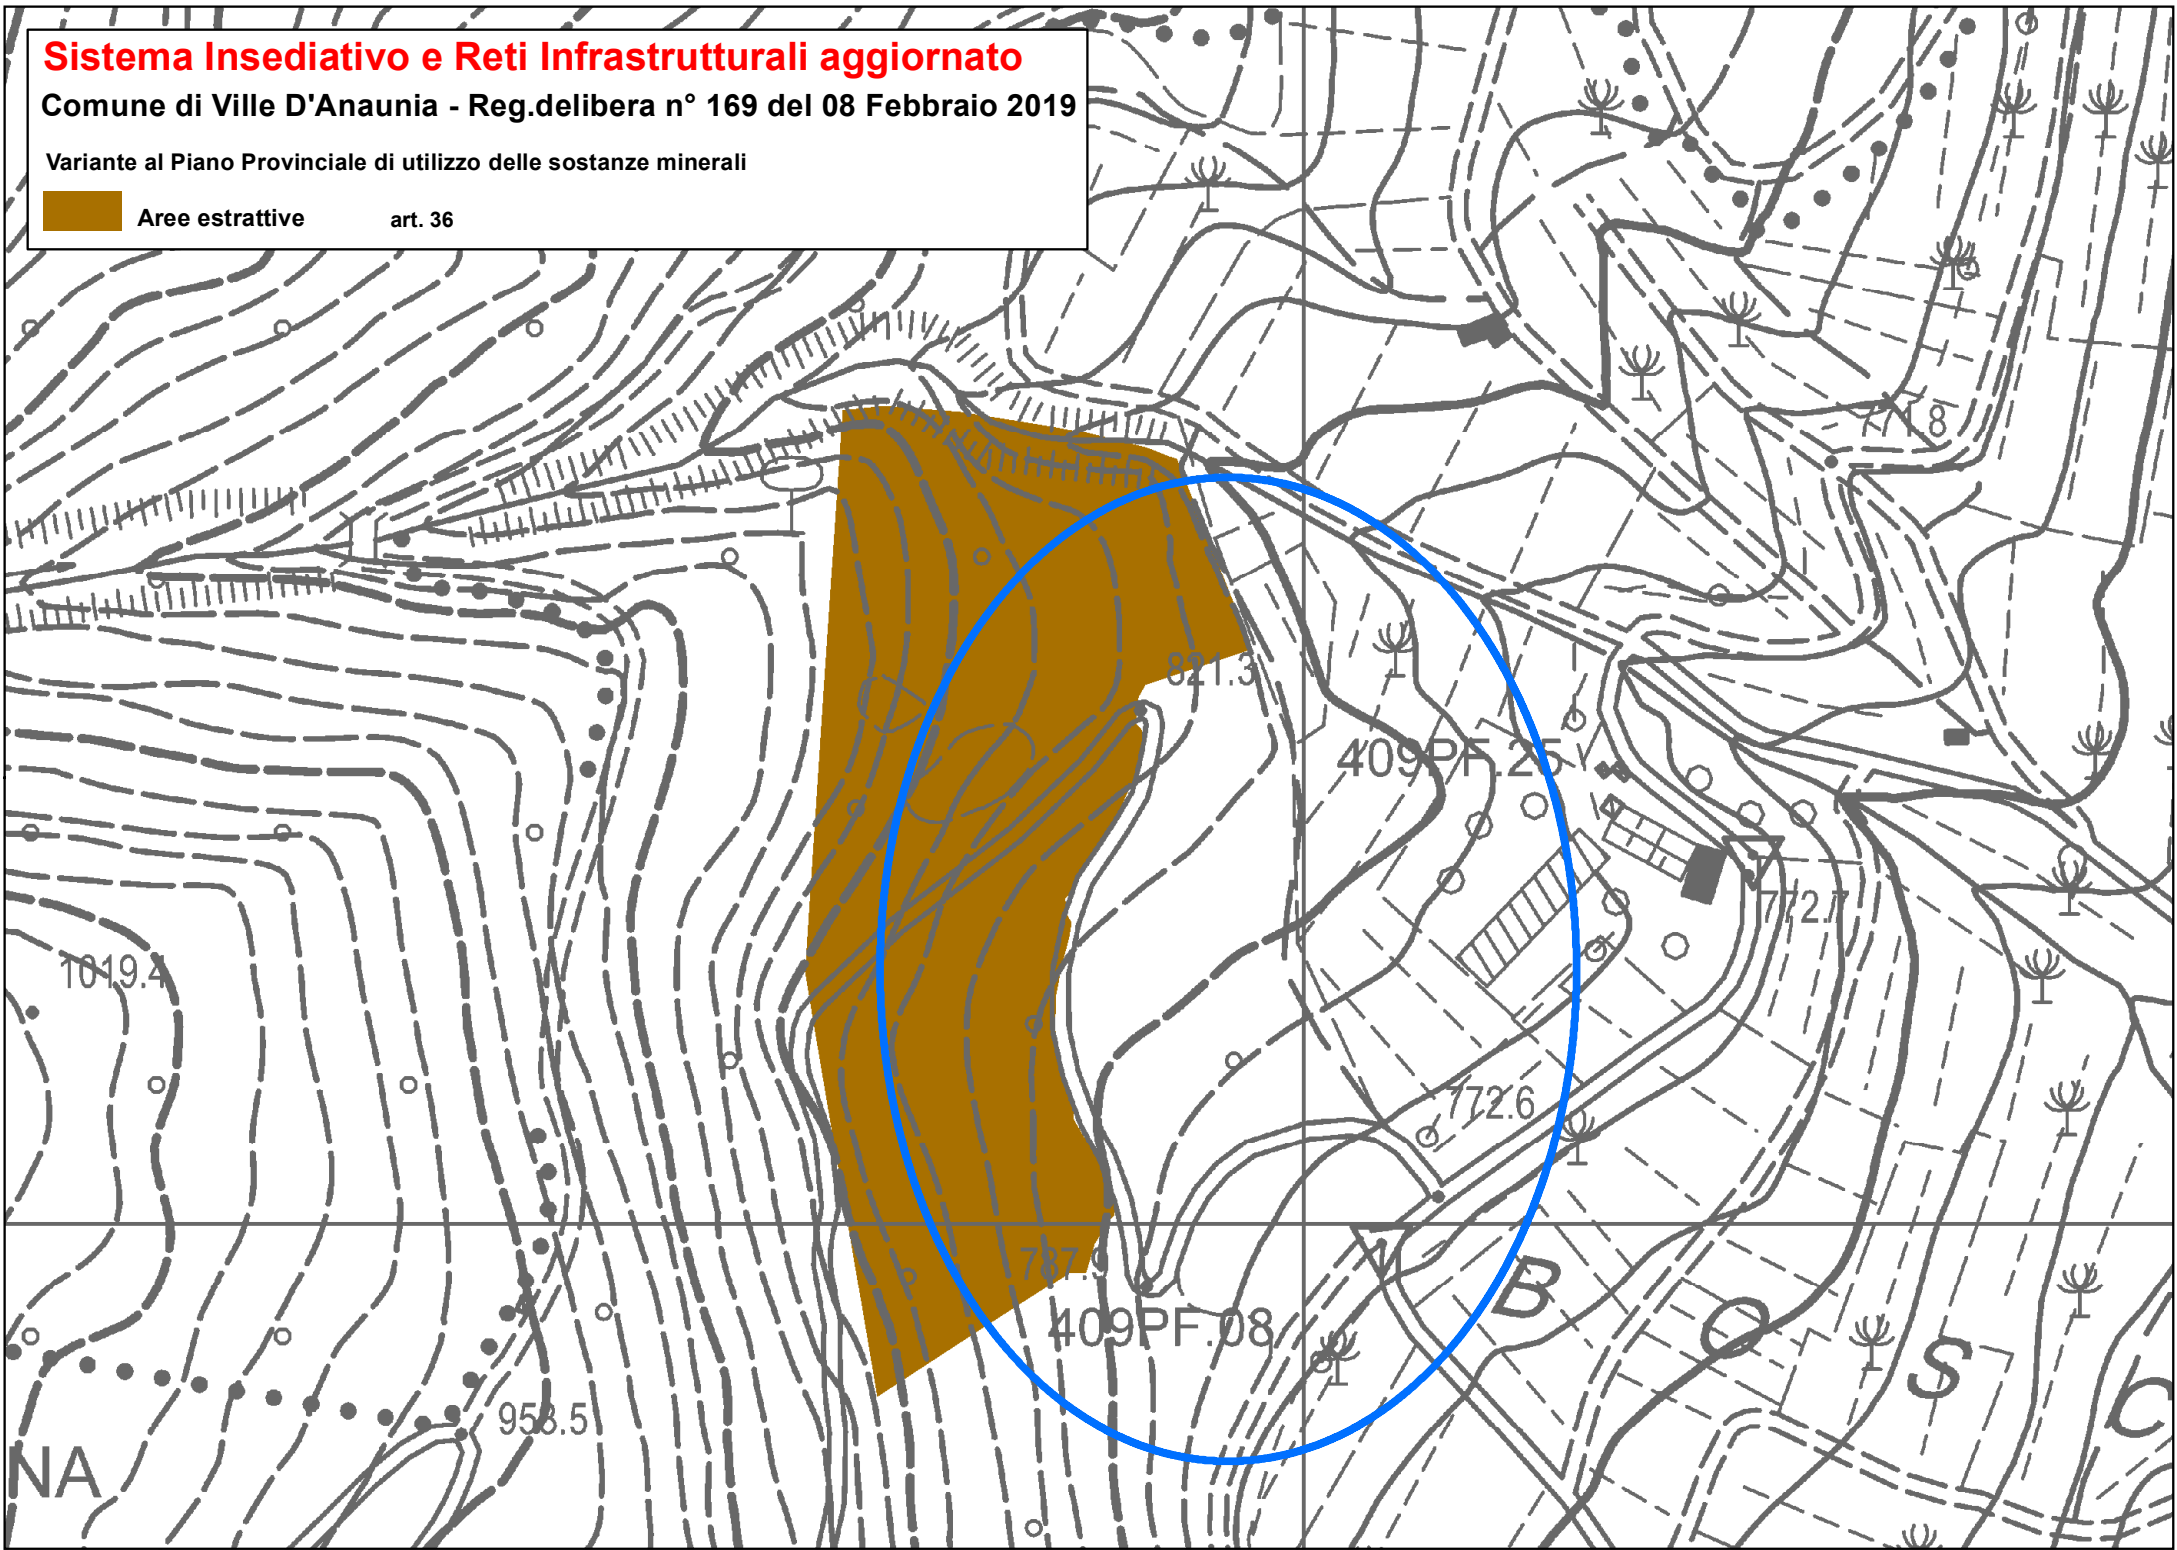 Sistema Insediativo e Reti Infrastrutturali aggiornato
Comune di Ville D'Anaunia - Reg.delibera n° 169 del 08 Febbraio 2019
Variante al Piano Provinciale di utilizzo delle sostanze minerali
Aree estrattive art. 36
821.3
409PF.25
772.7
1019.4
772.6
787.9
409PF.08
B O S C
953.5
NA